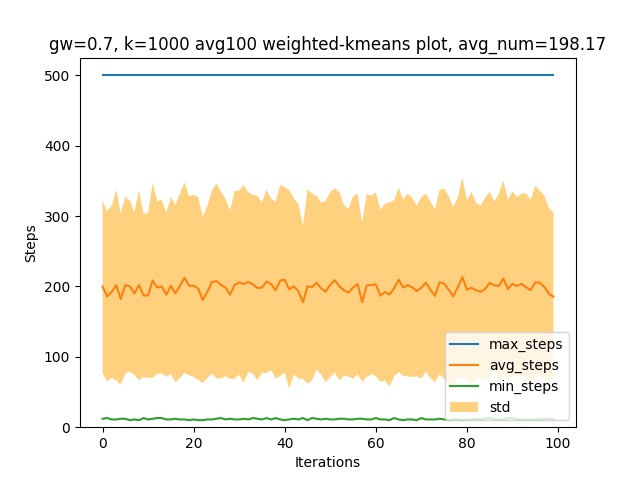 gw=0.7, k=1000 avg100 weighted-kmeans plot, avg_num=198.17
500
400
300
200
100
0
Steps
max_steps
avg_steps
min_steps
std
0 20 40 60 80 100
Iterations